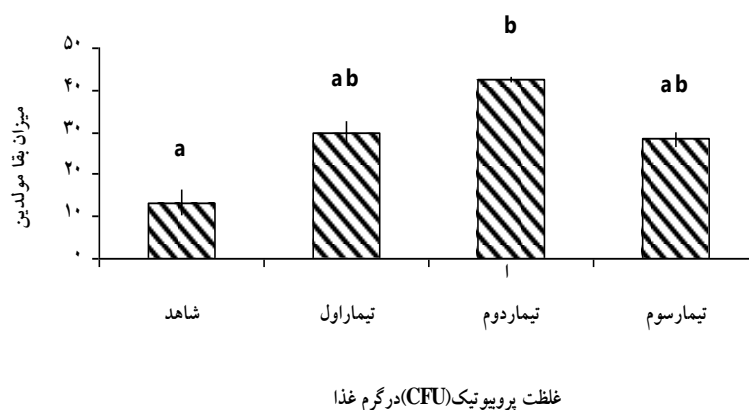 b
۵۰
ab
ab
۴۰
۳۰
a
۲۰
۱۰
۰
میزان بقا مولدین
ا
شاهد
تیماراول
تیماردوم
تیمارسوم
غلظت پروبیوتیک(CFU)درگرم غذا